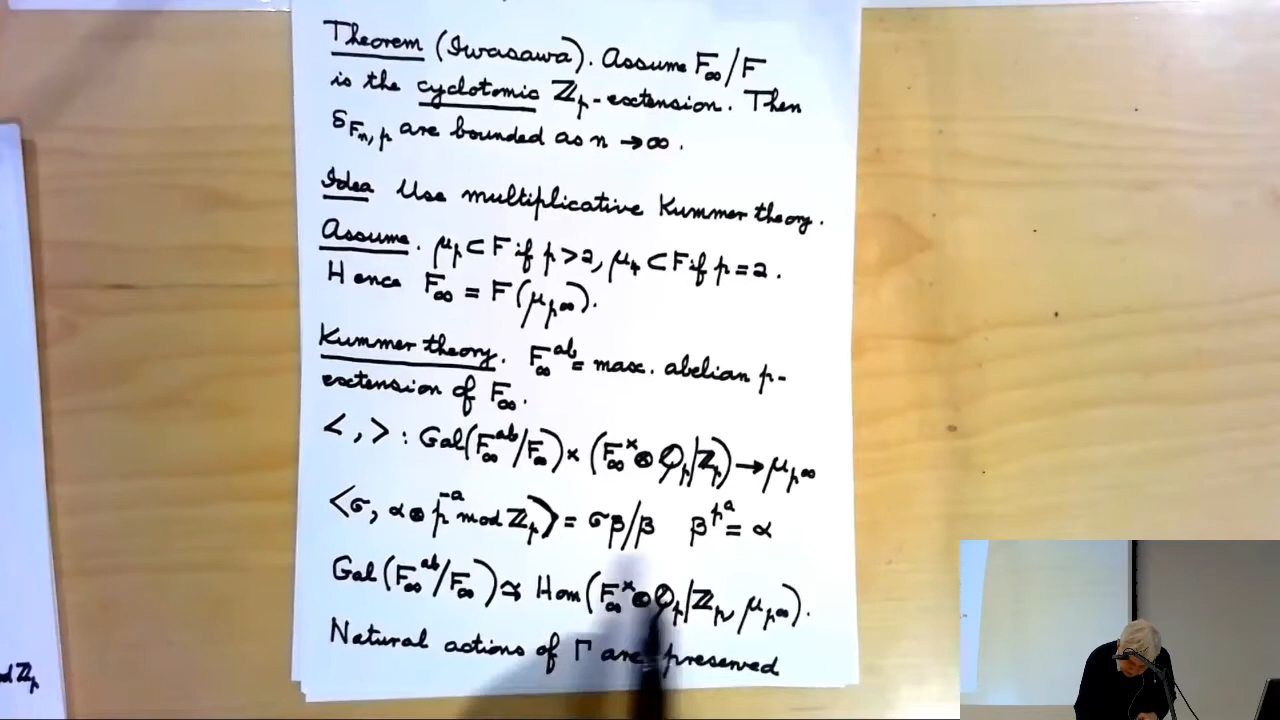 Theorem (Iwasawa). Assume F∞/F
is the cyclotomic ℤp-extension. Then
δFn,p are bounded as n → ∞.
Idea Use multiplicative Kummer theory.
Assume. μp ⊂ F if p > 2, μ4 ⊂ F if p = 2.
Hence F∞ = F(μp∞).
Kummer theory. F∞^ab = max. abelian p-
extension of F∞.
< , > : Gal(F∞^ab/F∞) × (F∞^× ⊗ ℚp/ℤp) → μp∞
<σ, α ⊗ p^-a mod ℤp> = σβ/β β^p^a = α
Gal(F∞^ab/F∞) ≃ Hom(F∞^× ⊗ ℚp/ℤp, μp∞).
Natural actions of Γ are preserved
d ℤp